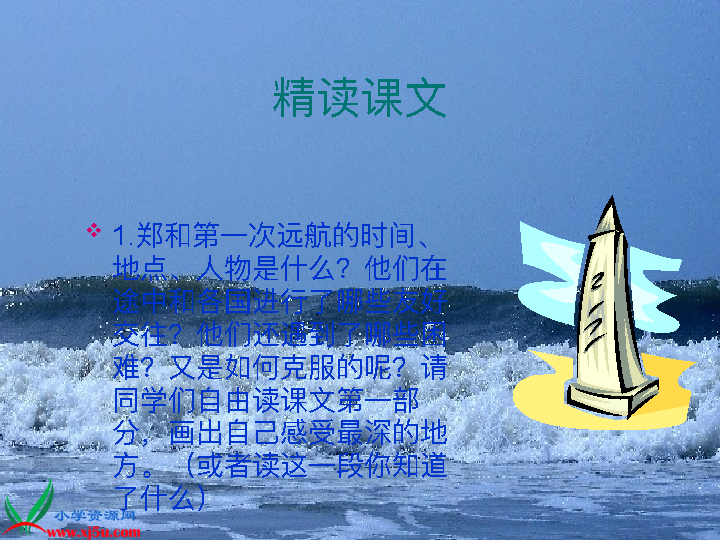 精读课文
1.郑和第一次远航的时间、
地点、人物是什么？他们在
途中和各国进行了哪些友好
交往？他们还遇到了哪些困
难？又是如何克服的呢？请
同学们自由读课文第一部
分，画出自己感受最深的地
方。（或者读这一段你知道
了什么）
小学资源网
www.xj5u.com